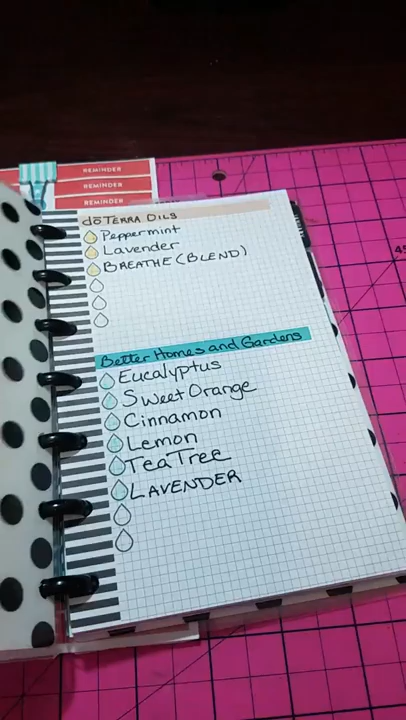 REMINDER
REMINDER
REMINDER
dōTERRA OILS
Peppermint
Lavender
BREATHE (BLEND)
Better Homes and Gardens
Eucalyptus
Sweet Orange
Cinnamon
Lemon
Tea Tree
LAVENDER